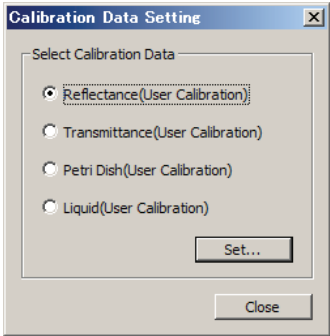 Calibration Data Setting
Select Calibration Data
Reflectance(User Calibration)
Transmittance(User Calibration)
Petri Dish(User Calibration)
Liquid(User Calibration)
Set...
Close